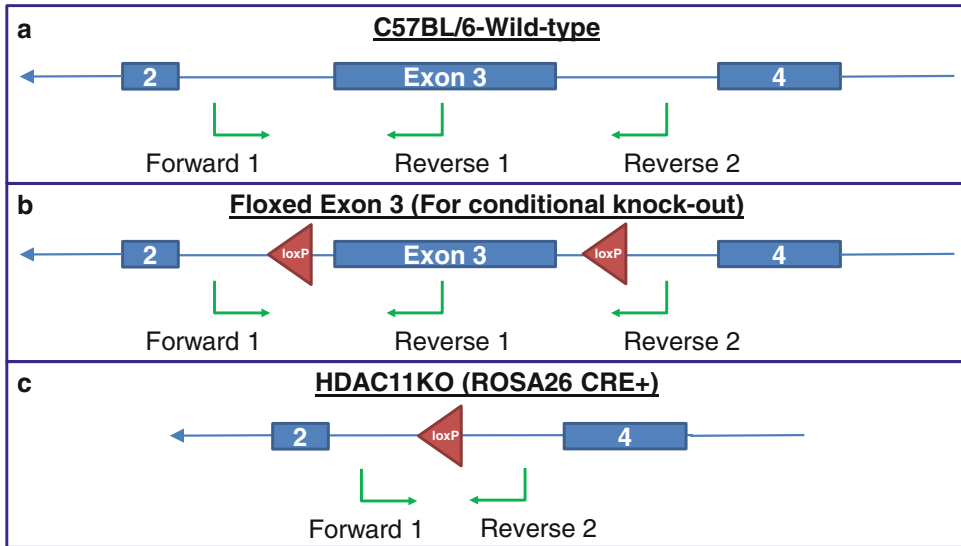 a
C57BL/6-Wild-type
2
Exon 3
4
Forward 1
Reverse 1
Reverse 2
b
Floxed Exon 3 (For conditional knock-out)
2
loxP
Exon 3
loxP
4
Forward 1
Reverse 1
Reverse 2
c
HDAC11KO (ROSA26 CRE+)
2
loxP
4
Forward 1
Reverse 2